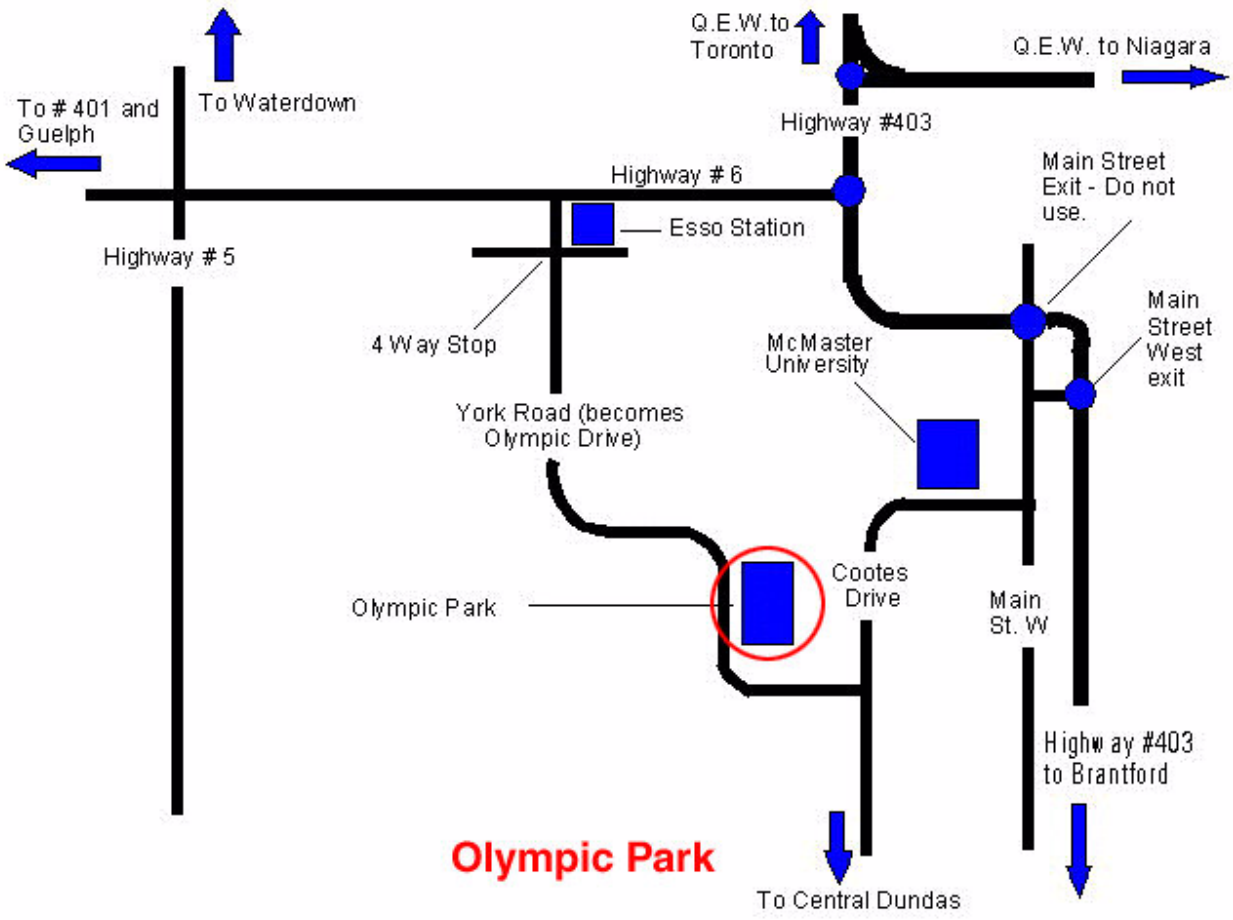 Q.E.W. to
Toronto
Q.E.W. to Niagara
To # 401 and
Guelph
To Waterdown
Highway #403
Main Street
Exit - Do not
use.
Highway # 6
Esso Station
Highway # 5
4 Way Stop
McMaster
University
Main
Street
West
exit
York Road (becomes
Olympic Drive)
Olympic Park
Cootes
Drive
Main
St. W
Highway #403
to Brantford
Olympic Park
To Central Dundas